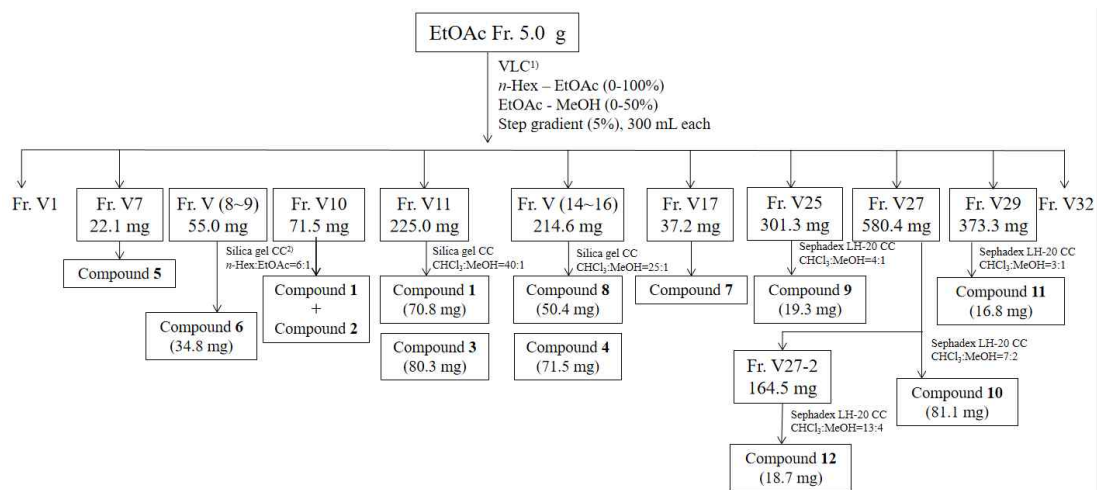 EtOAc Fr. 5.0 g
VLC¹⁾
n-Hex – EtOAc (0-100%)
EtOAc - MeOH (0-50%)
Step gradient (5%), 300 mL each
Fr. V1
Fr. V7
22.1 mg
Fr. V (8~9)
55.0 mg
Fr. V10
71.5 mg
Fr. V11
225.0 mg
Fr. V (14~16)
214.6 mg
Fr. V17
37.2 mg
Fr. V25
301.3 mg
Fr. V27
580.4 mg
Fr. V29
373.3 mg
Fr. V32
Compound 5
Silica gel CC²⁾
n-Hex:EtOAc=6:1
Compound 6
(34.8 mg)
Compound 1
+
Compound 2
Silica gel CC
CHCl₃:MeOH=40:1
Compound 1
(70.8 mg)
Compound 3
(80.3 mg)
Silica gel CC
CHCl₃:MeOH=25:1
Compound 8
(50.4 mg)
Compound 4
(71.5 mg)
Compound 7
Sephadex LH-20 CC
CHCl₃:MeOH=4:1
Compound 9
(19.3 mg)
Sephadex LH-20 CC
CHCl₃:MeOH=3:1
Compound 11
(16.8 mg)
Sephadex LH-20 CC
CHCl₃:MeOH=7:2
Compound 10
(81.1 mg)
Fr. V27-2
164.5 mg
Sephadex LH-20 CC
CHCl₃:MeOH=13:4
Compound 12
(18.7 mg)